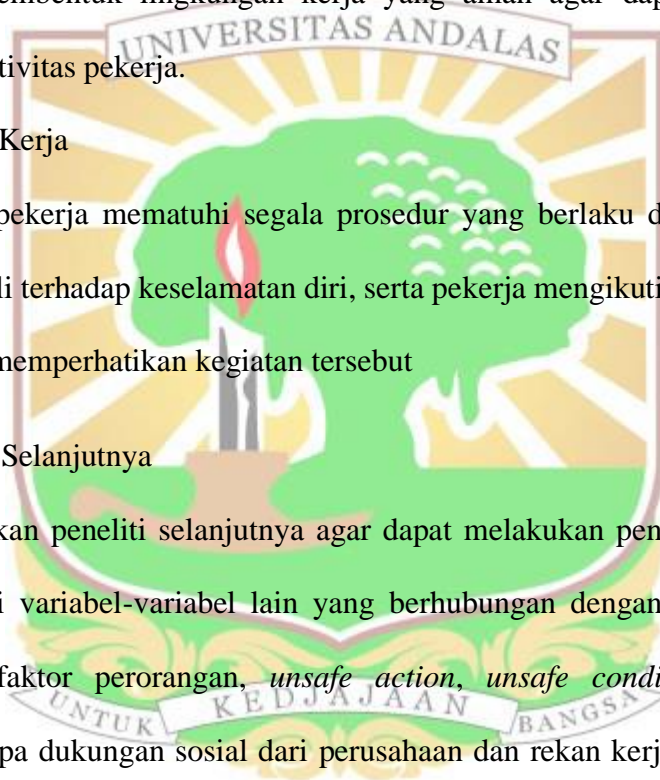 embentuk lingkungan kerja yang aman agar dap
UNIVERSITAS ANDALAS
tivitas pekerja.
Kerja
pekerja mematuhi segala prosedur yang berlaku d
li terhadap keselamatan diri, serta pekerja mengikuti
memperhatikan kegiatan tersebut
Selanjutnya
kan peneliti selanjutnya agar dapat melakukan pen
i variabel-variabel lain yang berhubungan dengan
faktor perorangan, unsafe action, unsafe condi
UNTUK KEDJAJAAN BANGSA
pa dukungan sosial dari perusahaan dan rekan kerj